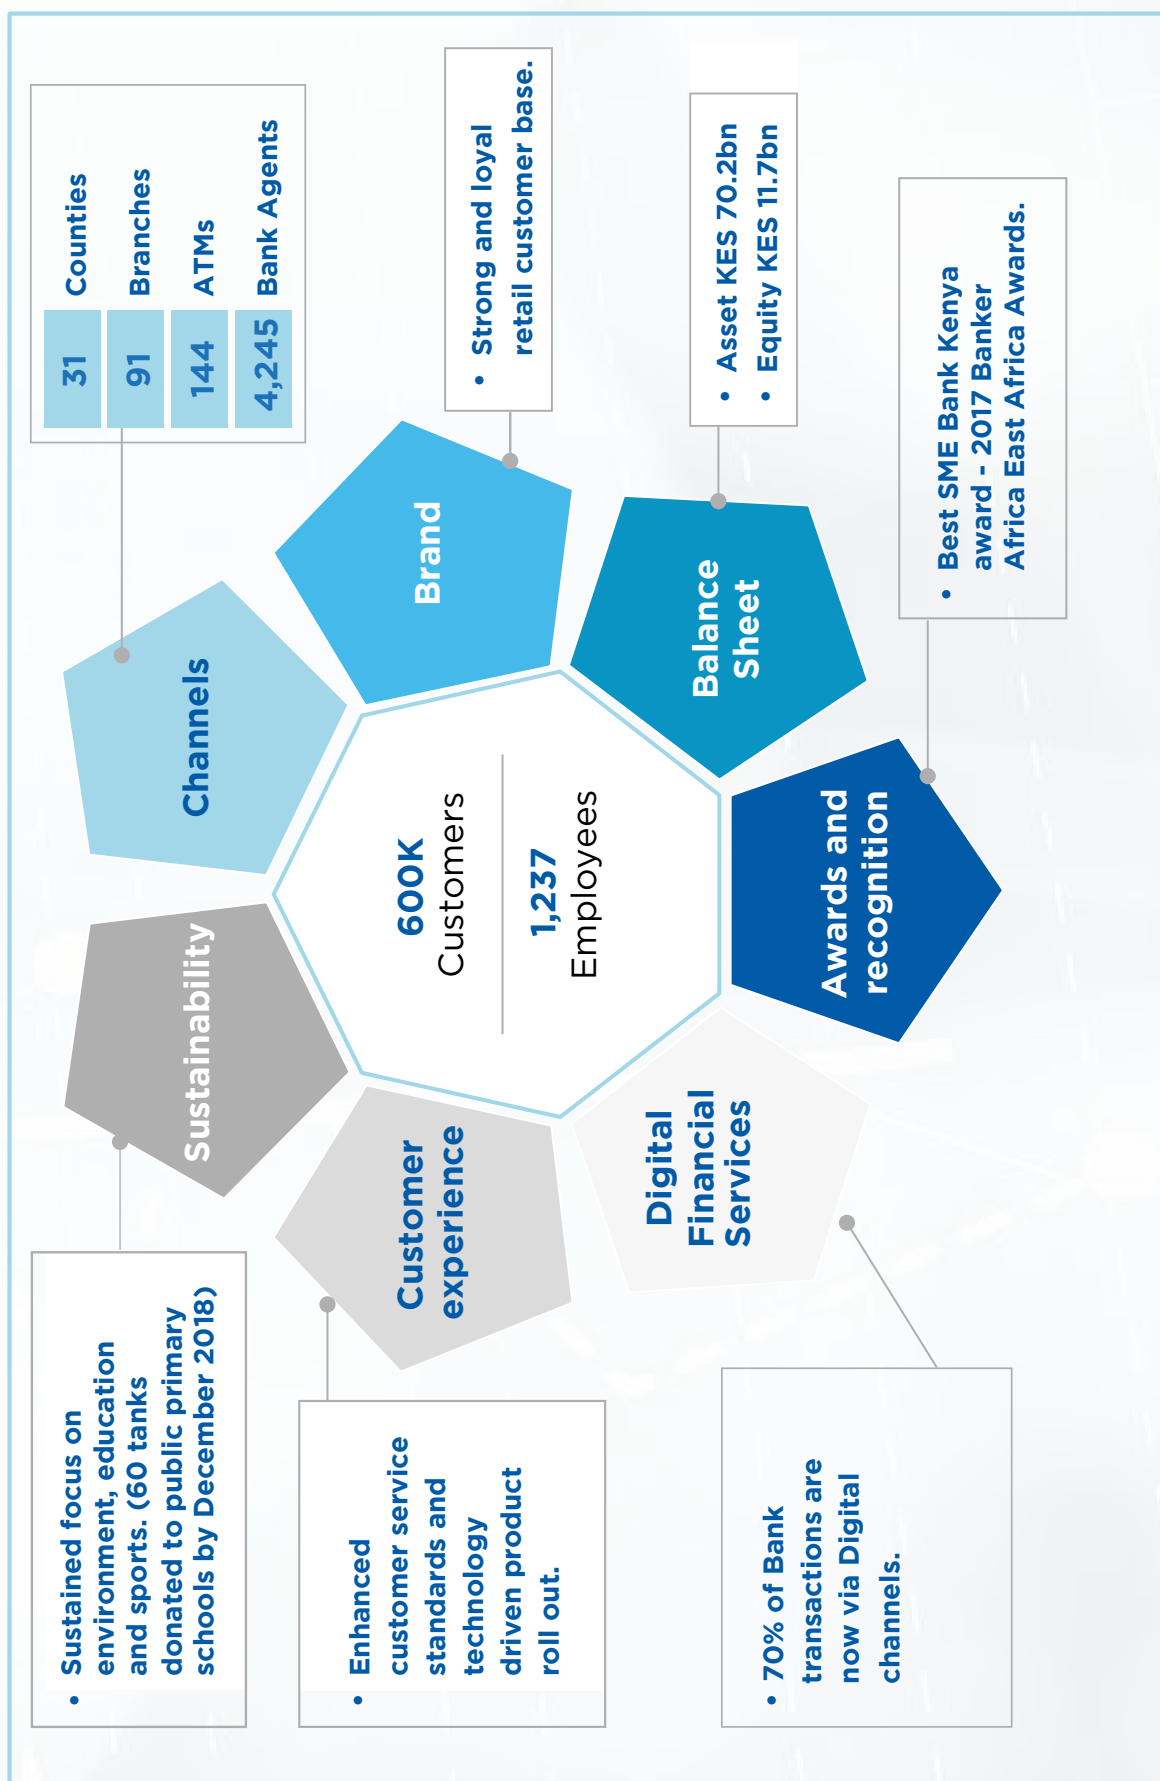 Sustainability
Channels
Customer
experience
Brand
Digital
Financial
Services
Balance
Sheet
Awards and
recognition
600K
Customers
1,237
Employees
• Sustained focus on
environment, education
and sports. (60 tanks
donated to public primary
schools by December 2018)
• Enhanced
customer service
standards and
technology
driven product
roll out.
• 70% of Bank
transactions are
now via Digital
channels.
31 Counties
91 Branches
144 ATMs
4,245 Bank Agents
• Strong and loyal
retail customer base.
• Asset KES 70.2bn
• Equity KES 11.7bn
• Best SME Bank Kenya
award - 2017 Banker
Africa East Africa Awards.